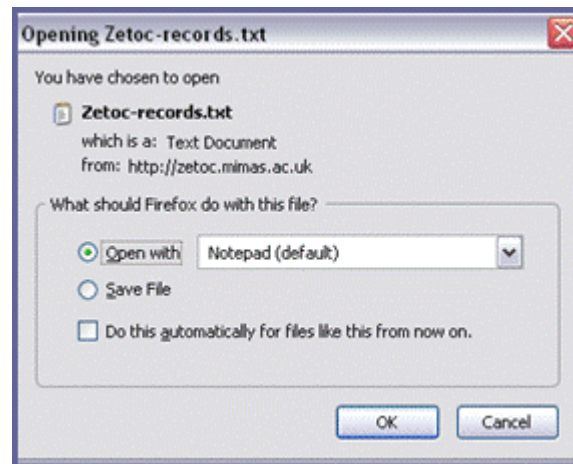 Opening Zetoc-records.txt
You have chosen to open
Zetoc-records.txt
which is a: Text Document
from: http://zetoc.mimas.ac.uk
What should Firefox do with this file?
Open with Notepad (default)
Save File
Do this automatically for files like this from now on.
OK Cancel